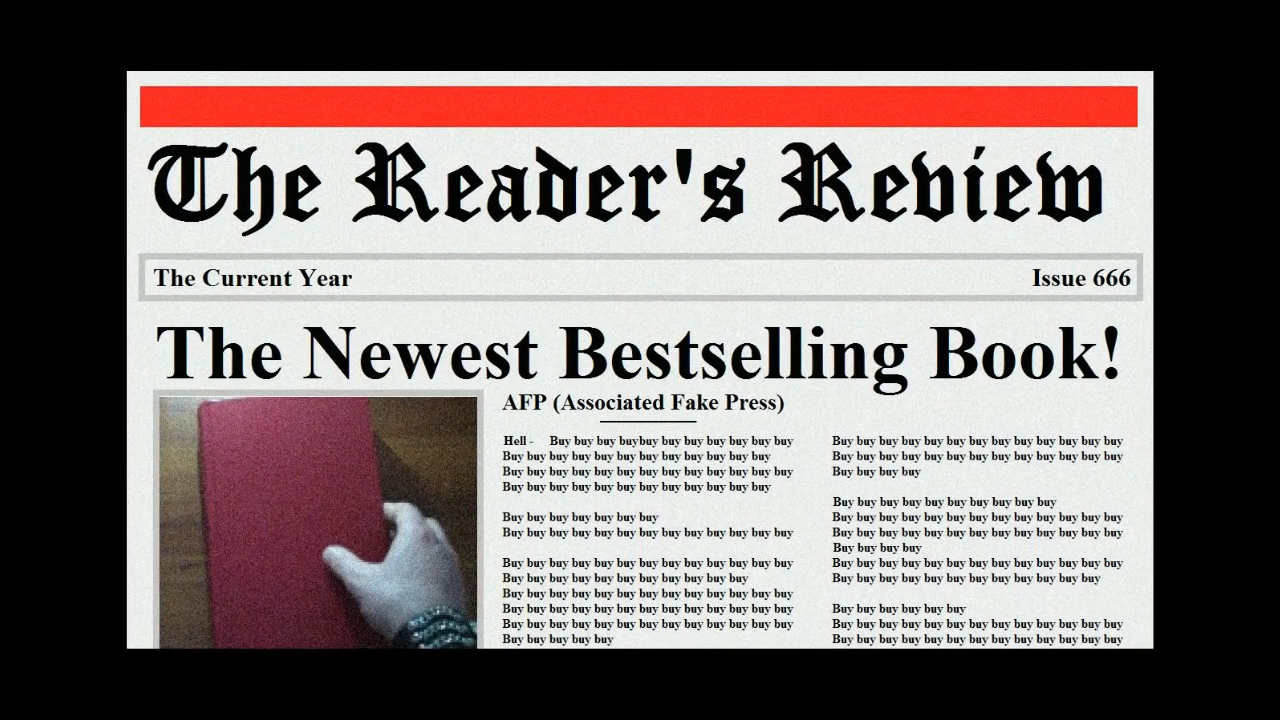 The Reader's Review
The Current Year
Issue 666
The Newest Bestselling Book!
AFP (Associated Fake Press)
Hell - Buy buy buy buybuy buy buy buy buy buy buy
Buy buy buy buy buy buy buy buy buy buy buy buy
Buy buy buy buy buy buy buy buy buy buy buy buy buy
Buy buy buy buy buy buy buy buy buy buy buy buy
Buy buy buy buy buy buy buy
Buy buy buy buy buy buy buy buy buy buy buy buy buy
Buy buy buy buy buy buy buy buy buy buy buy buy buy
Buy buy buy buy buy buy buy buy buy buy buy
Buy buy buy buy buy buy buy buy buy buy buy buy buy
Buy buy buy buy buy buy buy buy buy buy buy buy buy
Buy buy buy buy buy buy buy buy buy buy buy buy buy
Buy buy buy buy buy
Buy buy buy buy buy buy buy buy buy buy buy buy buy
Buy buy buy buy buy buy buy buy buy buy buy buy buy
Buy buy buy buy
Buy buy buy buy buy buy buy buy buy buy
Buy buy buy buy buy buy buy buy buy buy buy buy buy
Buy buy buy buy buy buy buy buy buy buy buy buy buy
Buy buy buy buy
Buy buy buy buy buy buy buy buy buy buy buy buy buy
Buy buy buy buy buy buy buy buy buy buy buy buy
Buy buy buy buy buy buy
Buy buy buy buy buy buy buy buy buy buy buy buy buy
Buy buy buy buy buy buy buy buy buy buy buy buy buy